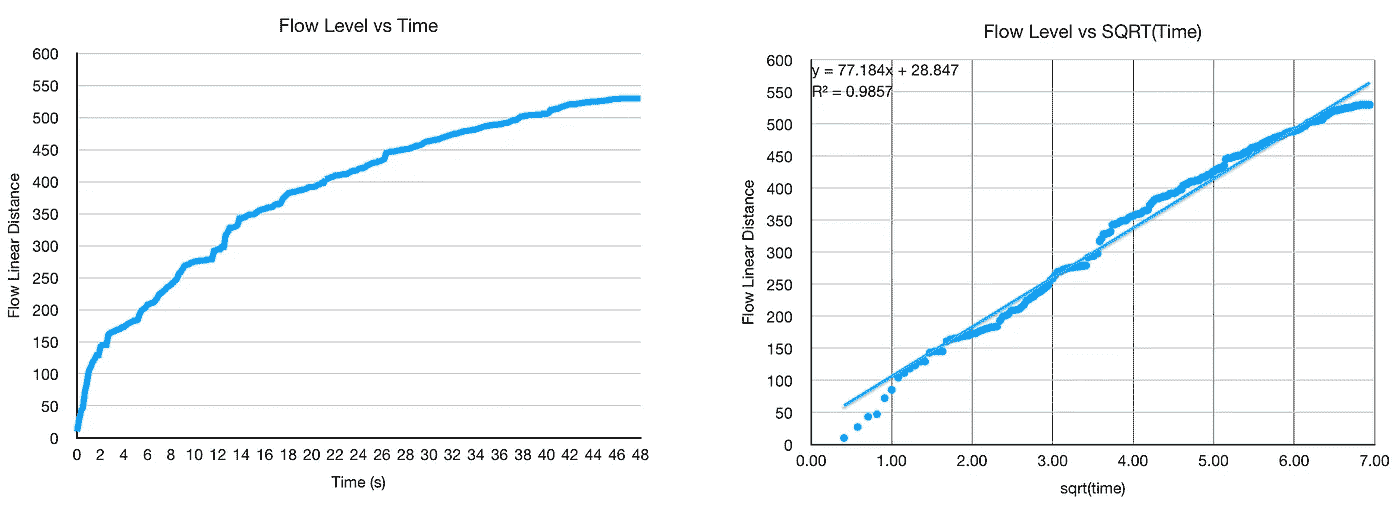 Flow Level vs Time
600
550
500
450
400
350
300
250
200
150
100
50
0
Flow Linear Distance
0 2 4 6 8 10 12 14 16 18 20 22 24 26 28 30 32 34 36 38 40 42 44 46 48
Time (s)
Flow Level vs SQRT(Time)
y = 77.184x + 28.847
R² = 0.9857
600
550
500
450
400
350
300
250
200
150
100
50
0
Flow Linear Distance
0.00 1.00 2.00 3.00 4.00 5.00 6.00 7.00
sqrt(time)